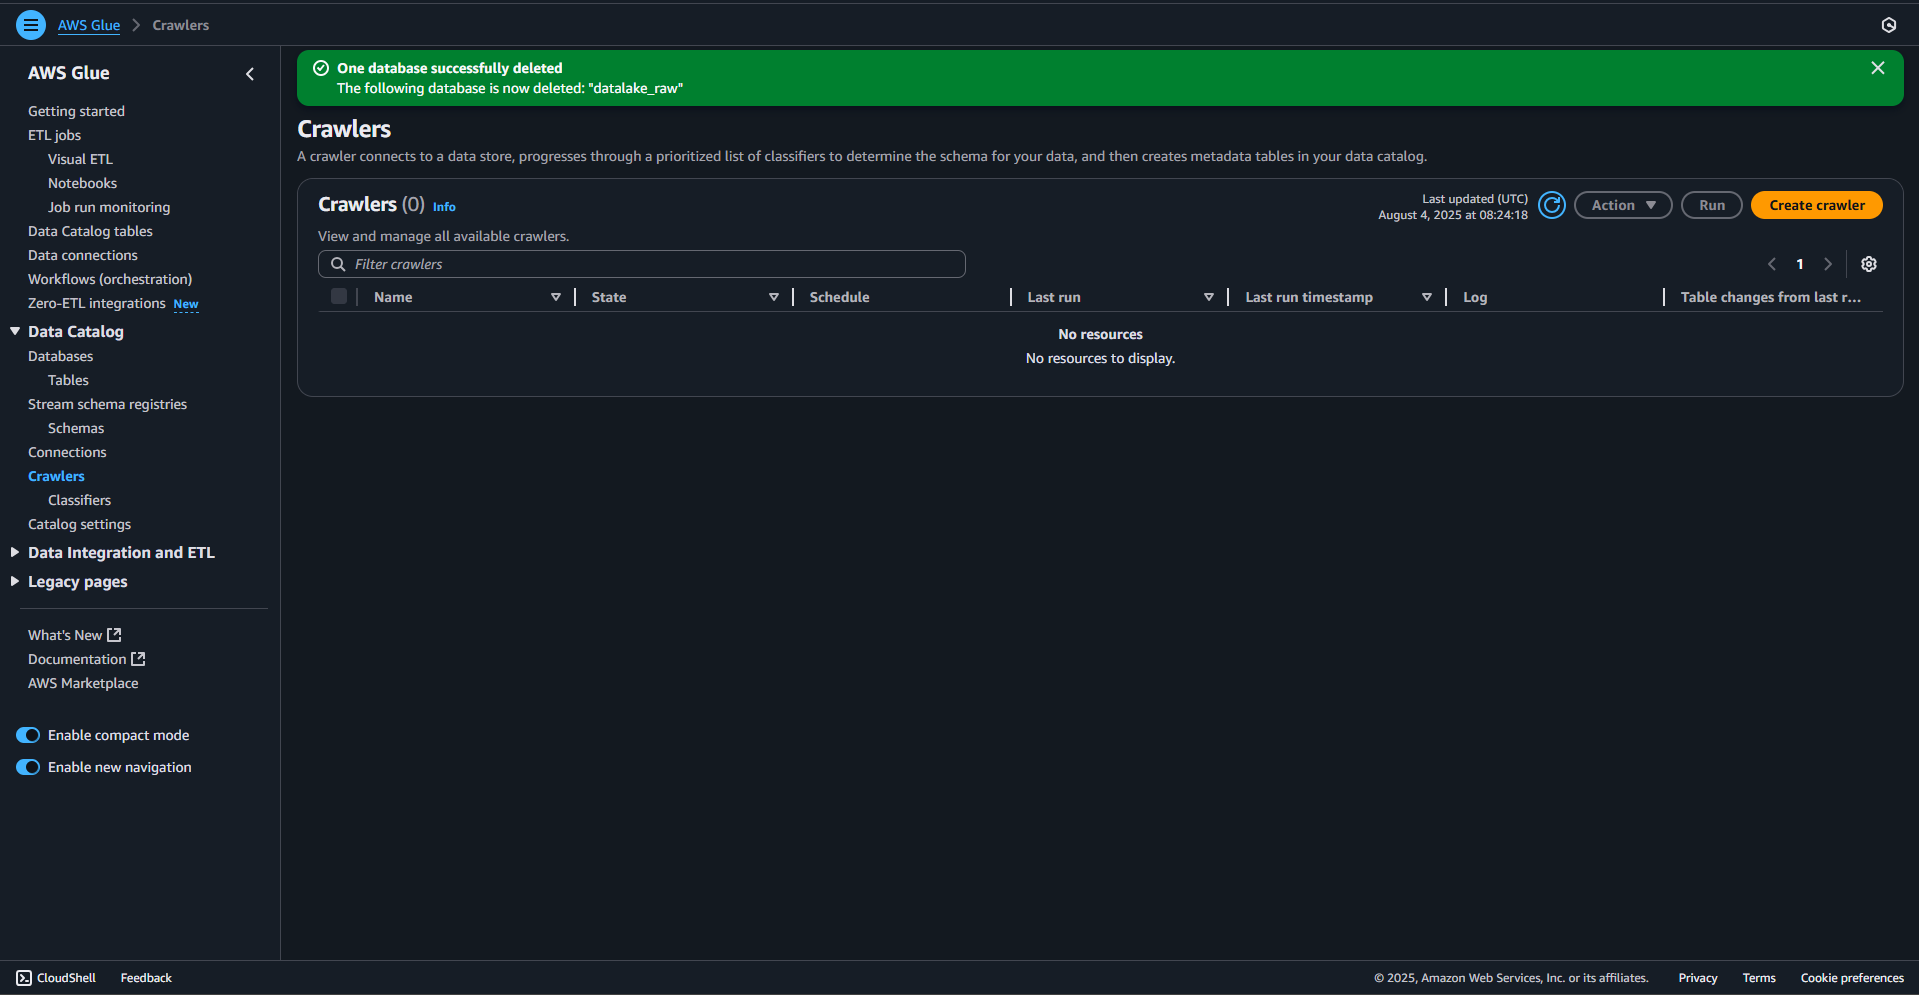 AWS Glue
Crawlers
AWS Glue
Getting started
ETL jobs
Visual ETL
Notebooks
Job run monitoring
Data Catalog tables
Data connections
Workflows (orchestration)
Zero-ETL integrations New
Data Catalog
Databases
Tables
Stream schema registries
Schemas
Connections
Crawlers
Classifiers
Catalog settings
Data Integration and ETL
Legacy pages
What's New
Documentation
AWS Marketplace
Enable compact mode
Enable new navigation
One database successfully deleted
The following database is now deleted: "datalake_raw"
Crawlers
A crawler connects to a data store, progresses through a prioritized list of classifiers to determine the schema for your data, and then creates metadata tables in your data catalog.
Crawlers (0) Info
View and manage all available crawlers.
Last updated (UTC)
August 4, 2025 at 08:24:18
Action
Run
Create crawler
Filter crawlers
1
Name State Schedule Last run Last run timestamp Log Table changes from last r...
No resources
No resources to display.
CloudShell Feedback
© 2025, Amazon Web Services, Inc. or its affiliates. Privacy Terms Cookie preferences